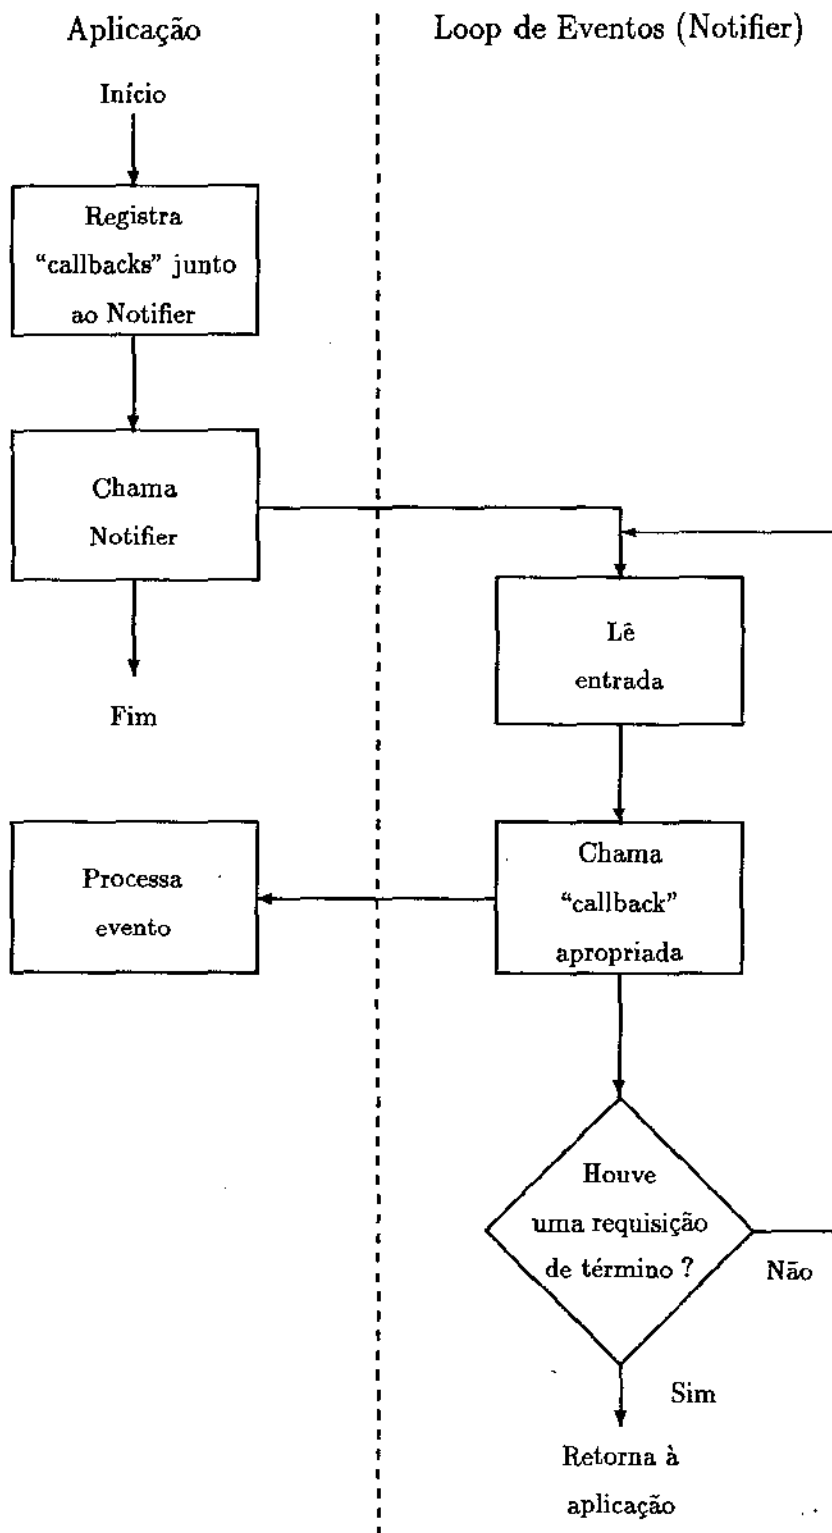 Aplicação
Loop de Eventos (Notifier)
Início
Registra
“callbacks” junto
ao Notifier
Chama
Notifier
Fim
Lê
entrada
Chama
“callback”
apropriada
Processa
evento
Houve
uma requisição
de término ?
Não
Sim
Retorna à
aplicação